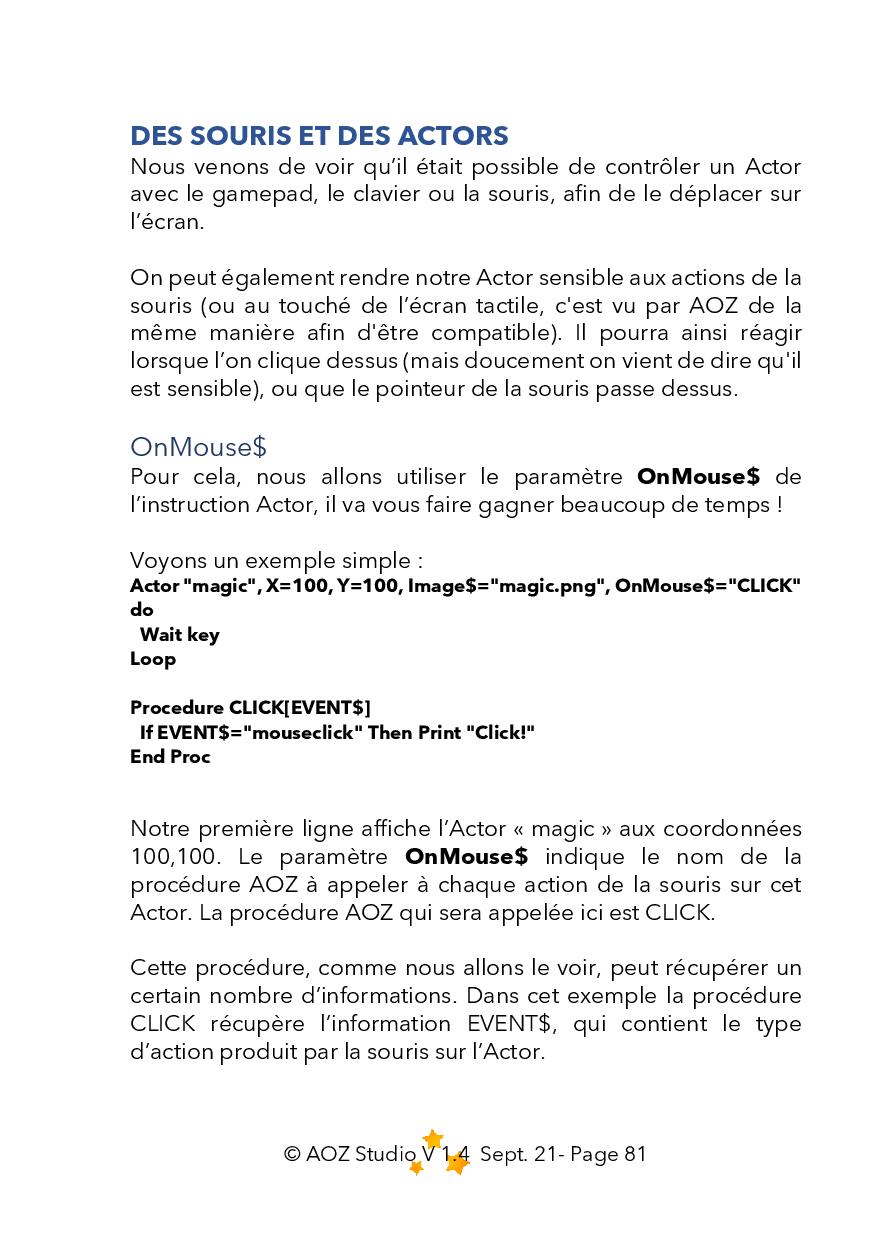 DES SOURIS ET DES ACTORS
Nous venons de voir qu’il était possible de contrôler un Actor
avec le gamepad, le clavier ou la souris, afin de le déplacer sur
l’écran.
On peut également rendre notre Actor sensible aux actions de la
souris (ou au touché de l’écran tactile, c'est vu par AOZ de la
même manière afin d'être compatible). Il pourra ainsi réagir
lorsque l’on clique dessus (mais doucement on vient de dire qu'il
est sensible), ou que le pointeur de la souris passe dessus.
OnMouse$
Pour cela, nous allons utiliser le paramètre OnMouse$ de
l’instruction Actor, il va vous faire gagner beaucoup de temps !
Voyons un exemple simple :
Actor "magic", X=100, Y=100, Image$="magic.png", OnMouse$="CLICK"
do
  Wait key
Loop
Procedure CLICK[EVENT$]
  If EVENT$="mouseclick" Then Print "Click!"
End Proc
Notre première ligne affiche l’Actor « magic » aux coordonnées
100,100. Le paramètre OnMouse$ indique le nom de la
procédure AOZ à appeler à chaque action de la souris sur cet
Actor. La procédure AOZ qui sera appelée ici est CLICK.
Cette procédure, comme nous allons le voir, peut récupérer un
certain nombre d’informations. Dans cet exemple la procédure
CLICK récupère l’information EVENT$, qui contient le type
d’action produit par la souris sur l’Actor.
© AOZ Studio V 1.4  Sept. 21- Page 81